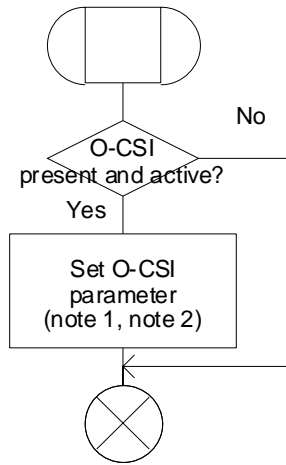 O-CSI
present and active?
No
Yes
Set O-CSI
parameter
(note 1, note 2)